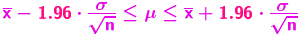 x̅ − 1.96 · σ/√n ≤ μ ≤ x̅ + 1.96 · σ/√n